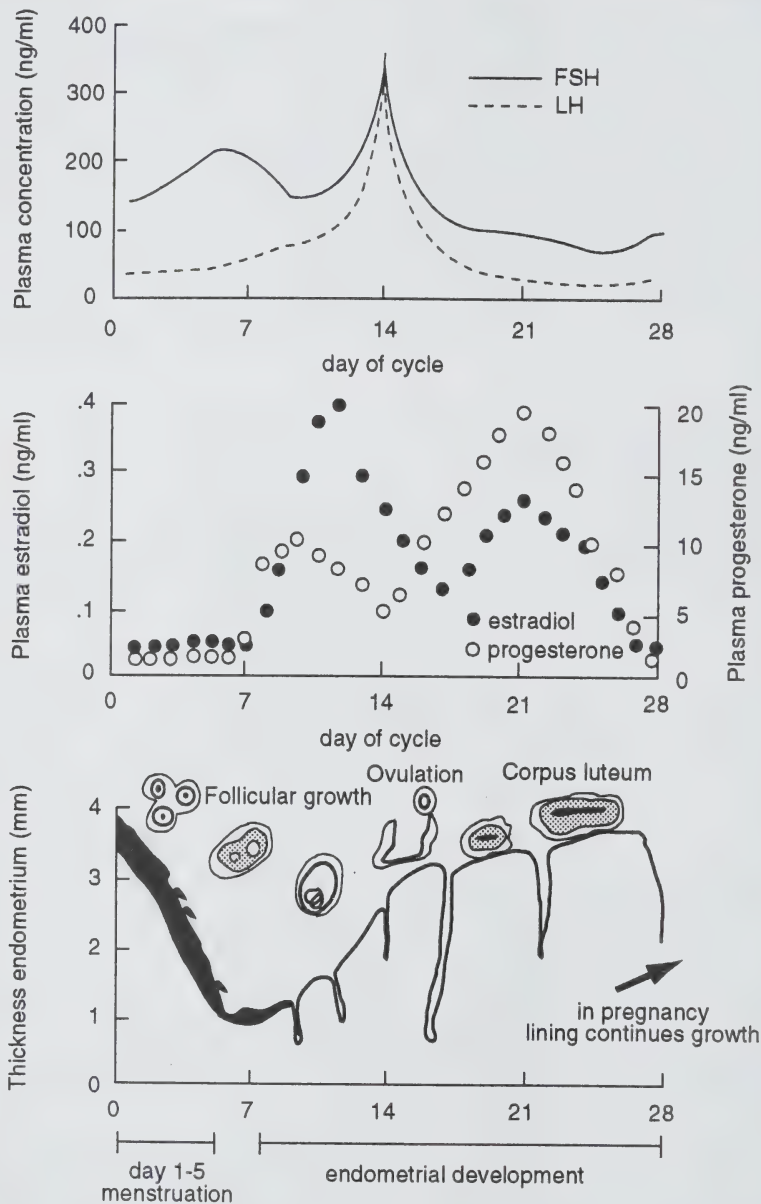 Plasma concentration (ng/ml)
400
300
200
100
0
FSH
LH
0 7 14 21 28
day of cycle
Plasma estradiol (ng/ml)
.4
.3
.2
.1
0
Plasma progesterone (ng/ml)
20
15
10
5
0
estradiol
progesterone
0 7 14 21 28
day of cycle
Thickness endometrium (mm)
4
3
2
1
0
Follicular growth
Ovulation
Corpus luteum
in pregnancy
lining continues growth
0 7 14 21 28
day 1-5
menstruation
endometrial development